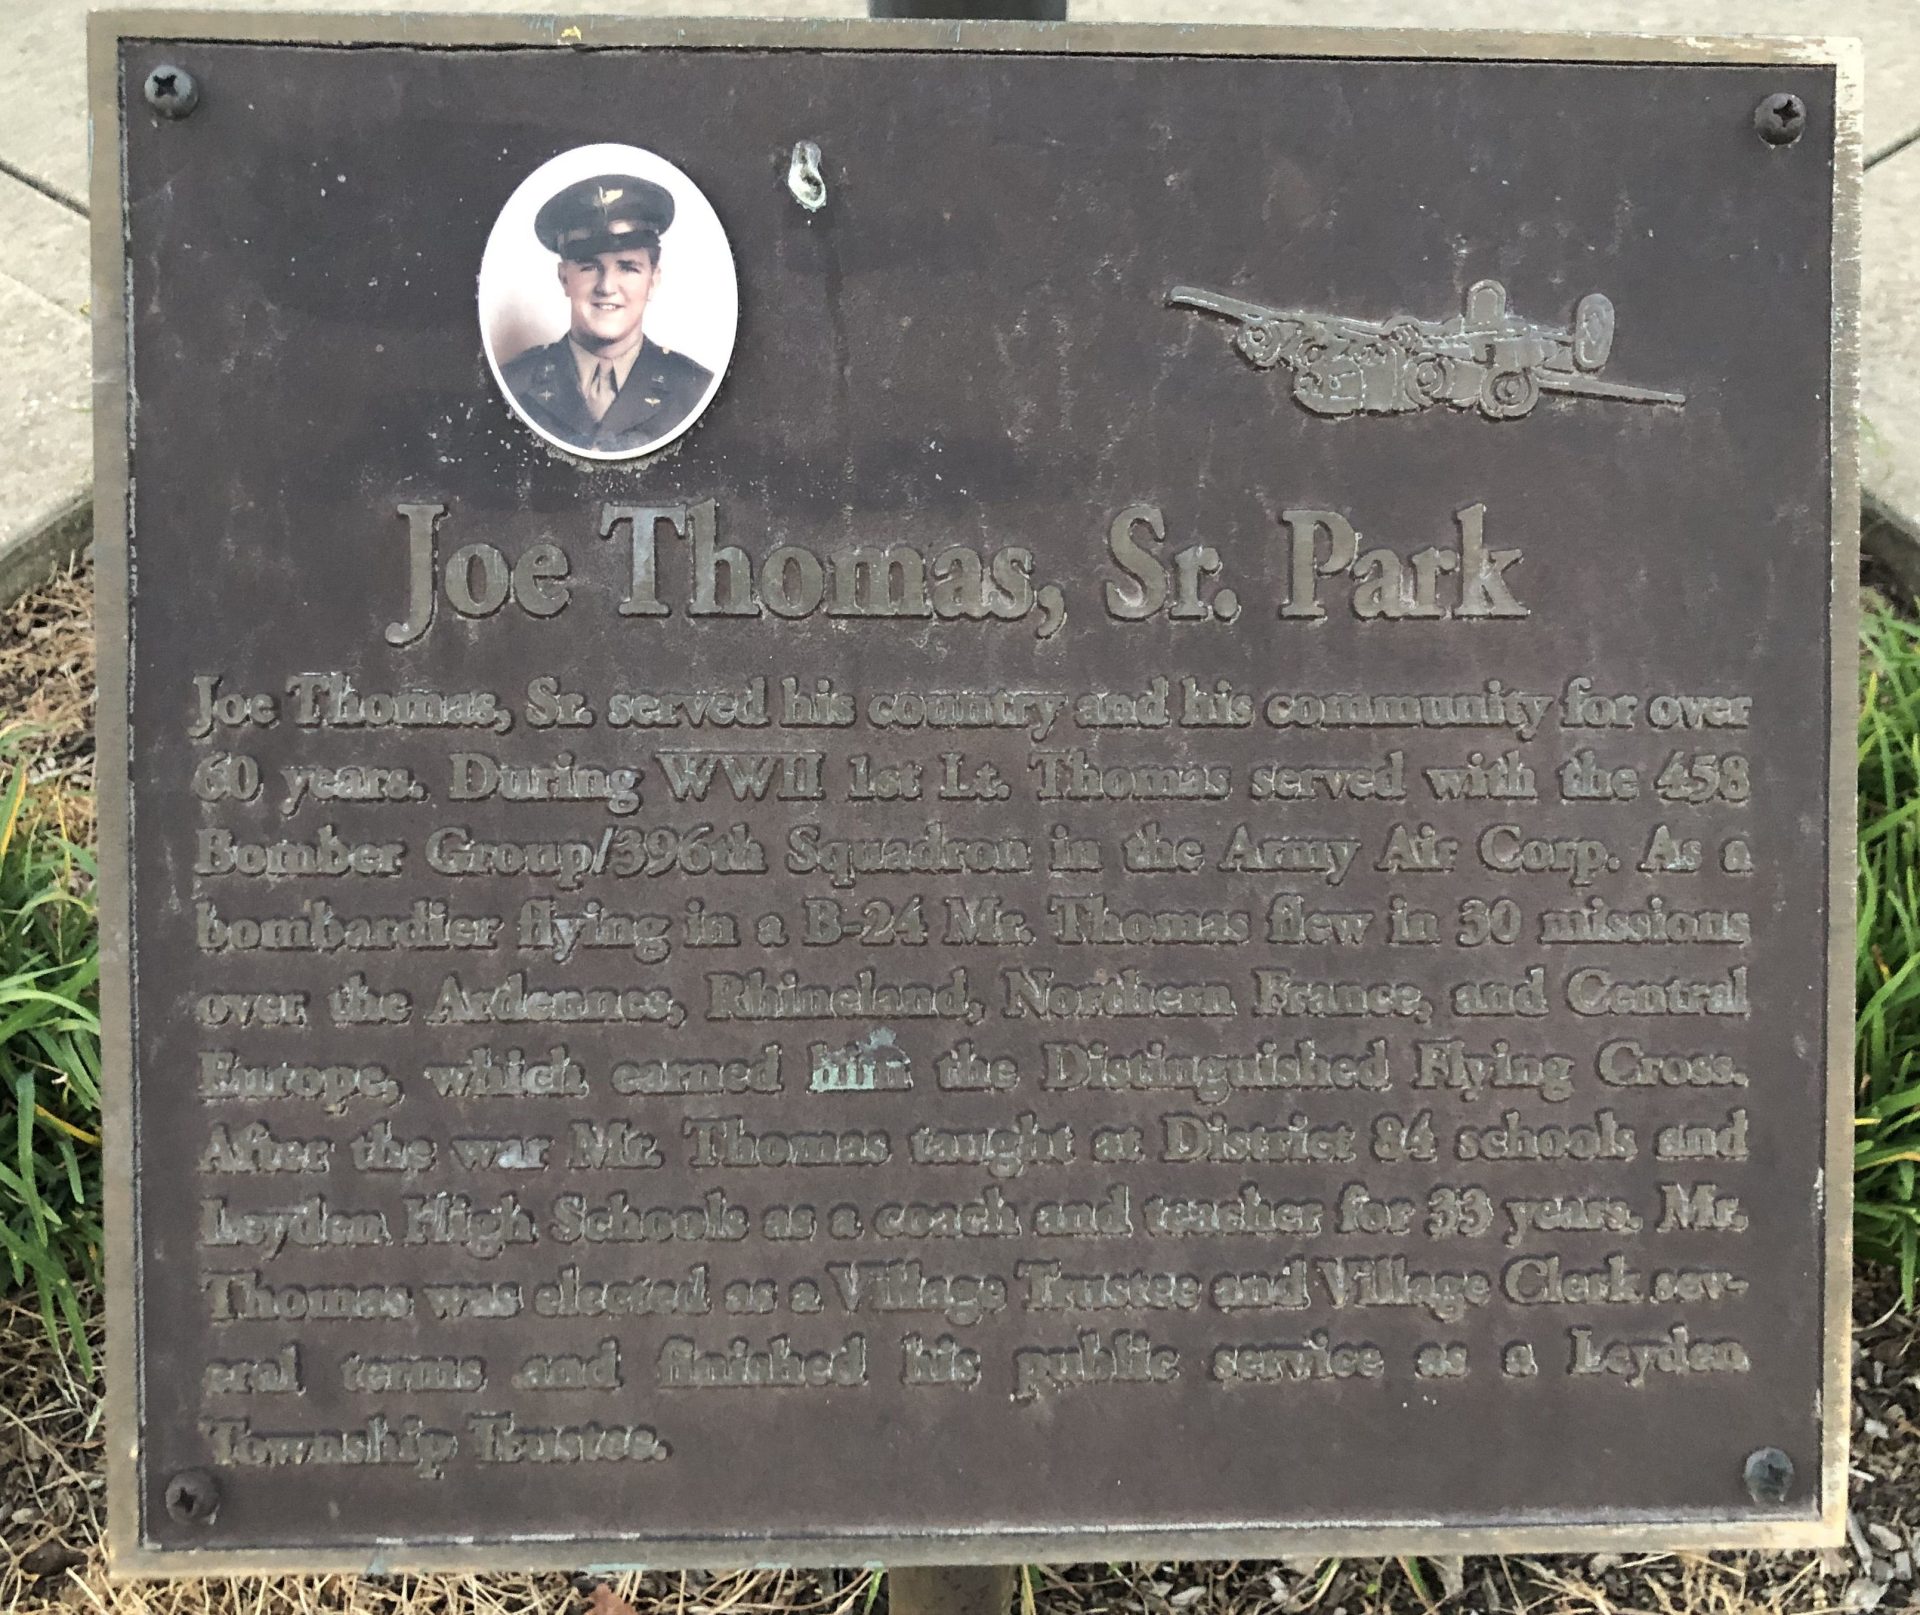 Joe Thomas, Sr. Park
Joe Thomas, Sr. served his country and his community for over
60 years. During WWII 1st Lt. Thomas served with the 458
Bomber Group/396th Squadron in the Army Air Corp. As a
bombardier flying in a B-24 Mr. Thomas flew in 30 missions
over the Ardennes, Rhineland, Northern France, and Central
Europe, which earned him the Distinguished Flying Cross.
After the war Mr. Thomas taught at District 84 schools and
Leyden High Schools as a coach and teacher for 33 years. Mr.
Thomas was elected as a Village Trustee and Village Clerk sev-
eral terms and finished his public service as a Leyden
Township Trustee.